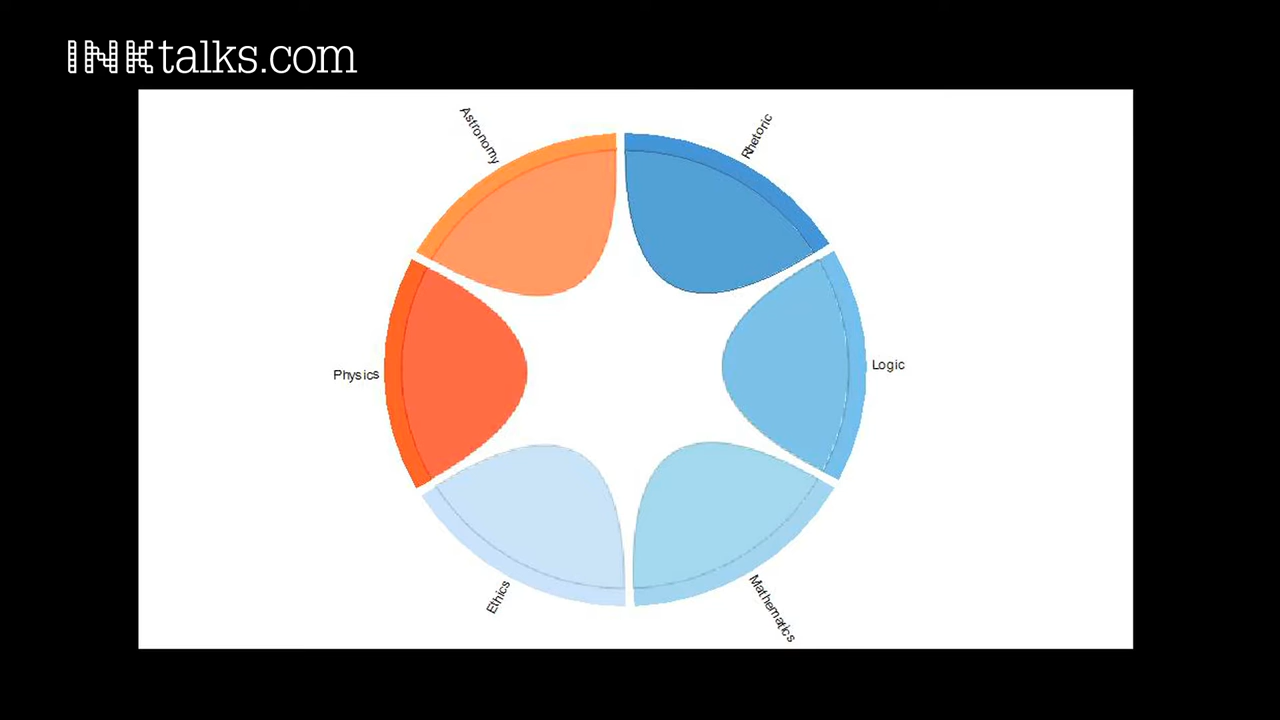 INKtalks.com
Astronomy
Rhetoric
Physics
Logic
Ethics
Mathematics